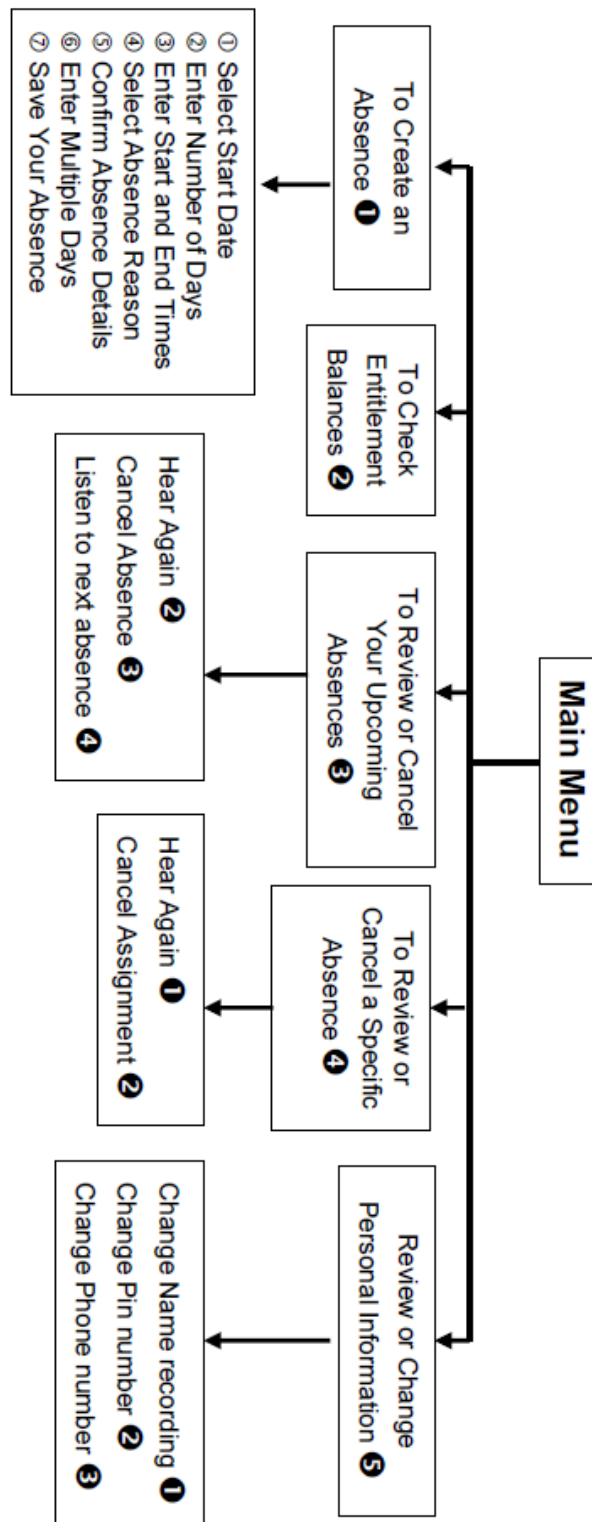 Main Menu
To Create an
Absence ❶
① Select Start Date
② Enter Number of Days
③ Enter Start and End Times
④ Select Absence Reason
⑤ Confirm Absence Details
⑥ Enter Multiple Days
⑦ Save Your Absence
To Check
Entitlement
Balances ❷
To Review or Cancel
Your Upcoming
Absences ❸
Hear Again ❷
Cancel Absence ❸
Listen to next absence ❹
To Review or
Cancel a Specific
Absence ❹
Hear Again ❶
Cancel Assignment ❷
Review or Change
Personal Information ❺
Change Name recording ❶
Change Pin number ❷
Change Phone number ❸